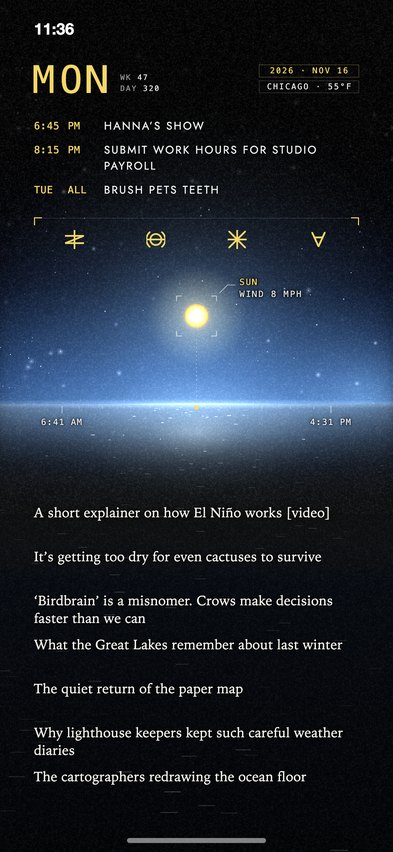 11:36
MON
WK 47
DAY 320
2026 · NOV 16
CHICAGO · 55°F
6:45 PM HANNA'S SHOW
8:15 PM SUBMIT WORK HOURS FOR STUDIO
PAYROLL
TUE ALL BRUSH PETS TEETH
SUN
WIND 8 MPH
6:41 AM
4:31 PM
A short explainer on how El Niño works [video]
It’s getting too dry for even cactuses to survive
‘Birdbrain’ is a misnomer. Crows make decisions
faster than we can
What the Great Lakes remember about last winter
The quiet return of the paper map
Why lighthouse keepers kept such careful weather
diaries
The cartographers redrawing the ocean floor